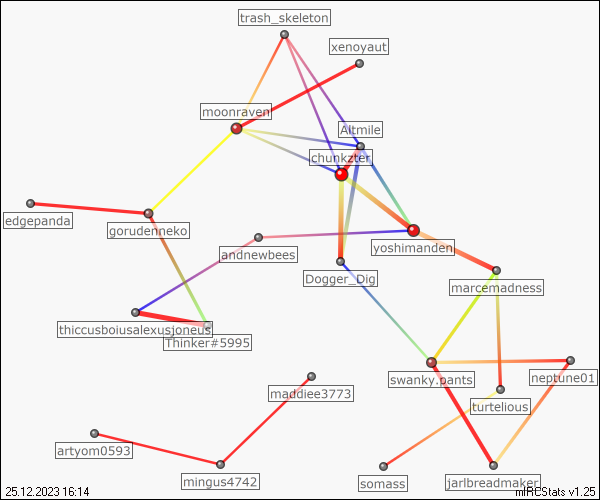 trash_skeleton
xenoyaut
moonraven
Altmile
chunkzter
edgepanda
gorudenneko
yoshimanden
andnewbees
Dogger_Dig
marcemadness
thiccusboiusalexusjoneus
Thinker#5995
swanky.pants
neptune01
maddiee3773
turtelious
artyom0593
mingus4742
somass
jarlbreadmaker
25.12.2023 16:14
mIRCStats v1.25